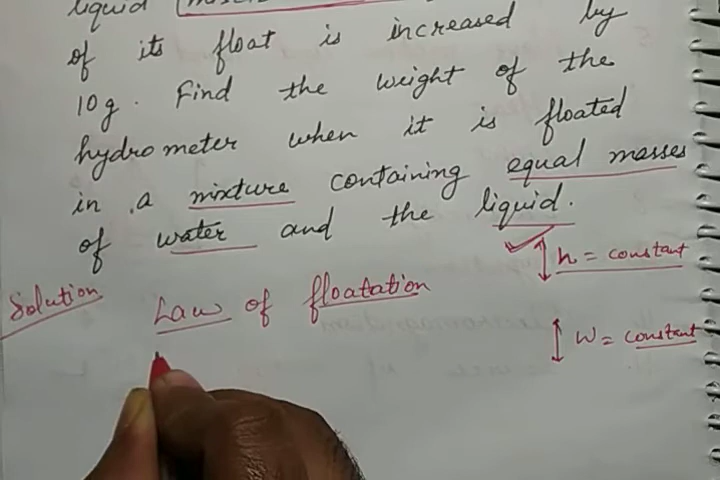 liquid
of its float is increased by
10g. Find the weight of the
hydrometer when it is floated
in a mixture containing equal masses
of water and the liquid.
h = constant
Solution Law of floatation
W = constant